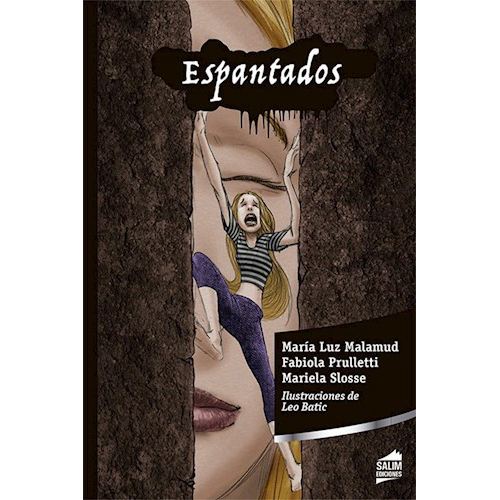 Espantados
María Luz Malamud
Fabiola Prulletti
Mariela Slosse
Ilustraciones de
Leo Batic
SALIM
EDICIONES